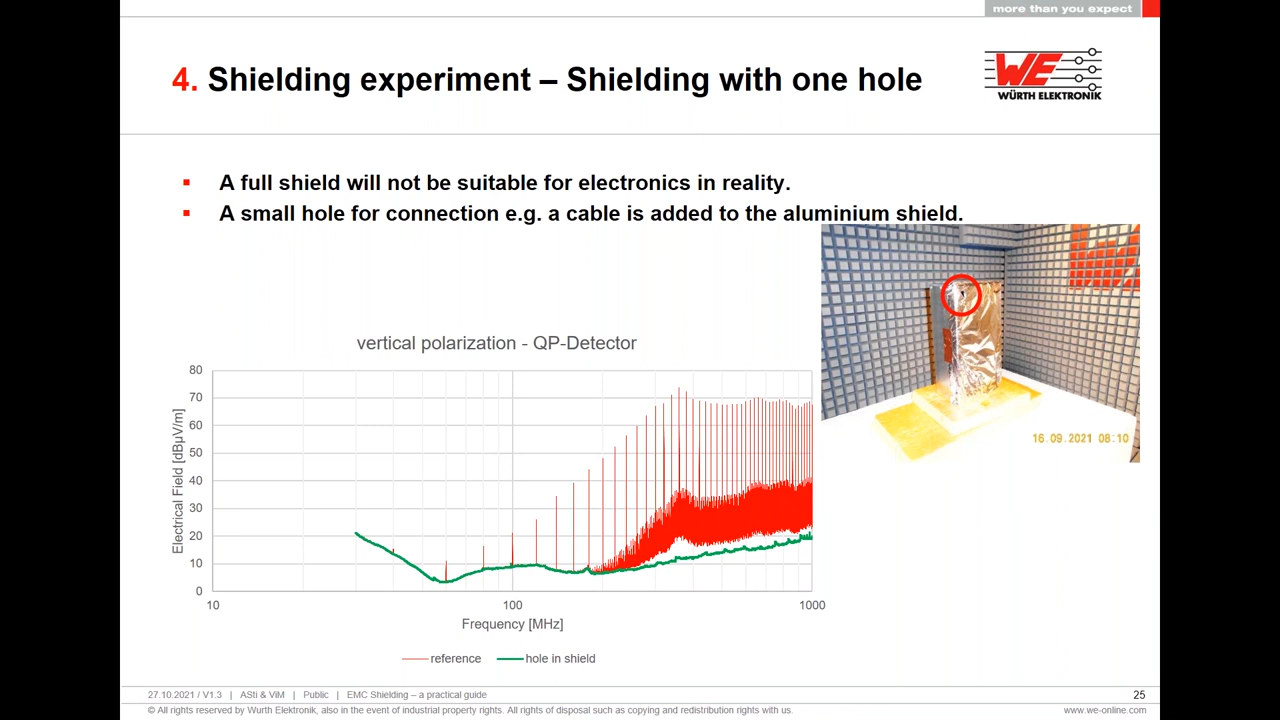 more than you expect
4. Shielding experiment – Shielding with one hole
WE
WÜRTH ELEKTRONIK
▪ A full shield will not be suitable for electronics in reality.
▪ A small hole for connection e.g. a cable is added to the aluminium shield.
16.09.2021 08:10
vertical polarization - QP-Detector
Electrical Field [dBµV/m]
80
70
60
50
40
30
20
10
0
10 100 1000
Frequency [MHz]
reference hole in shield
27.10.2021 / V1.3 | ASti & ViM | Public | EMC Shielding – a practical guide
25
© All rights reserved by Wurth Elektronik, also in the event of industrial property rights. All rights of disposal such as copying and redistribution rights with us.
www.we-online.com